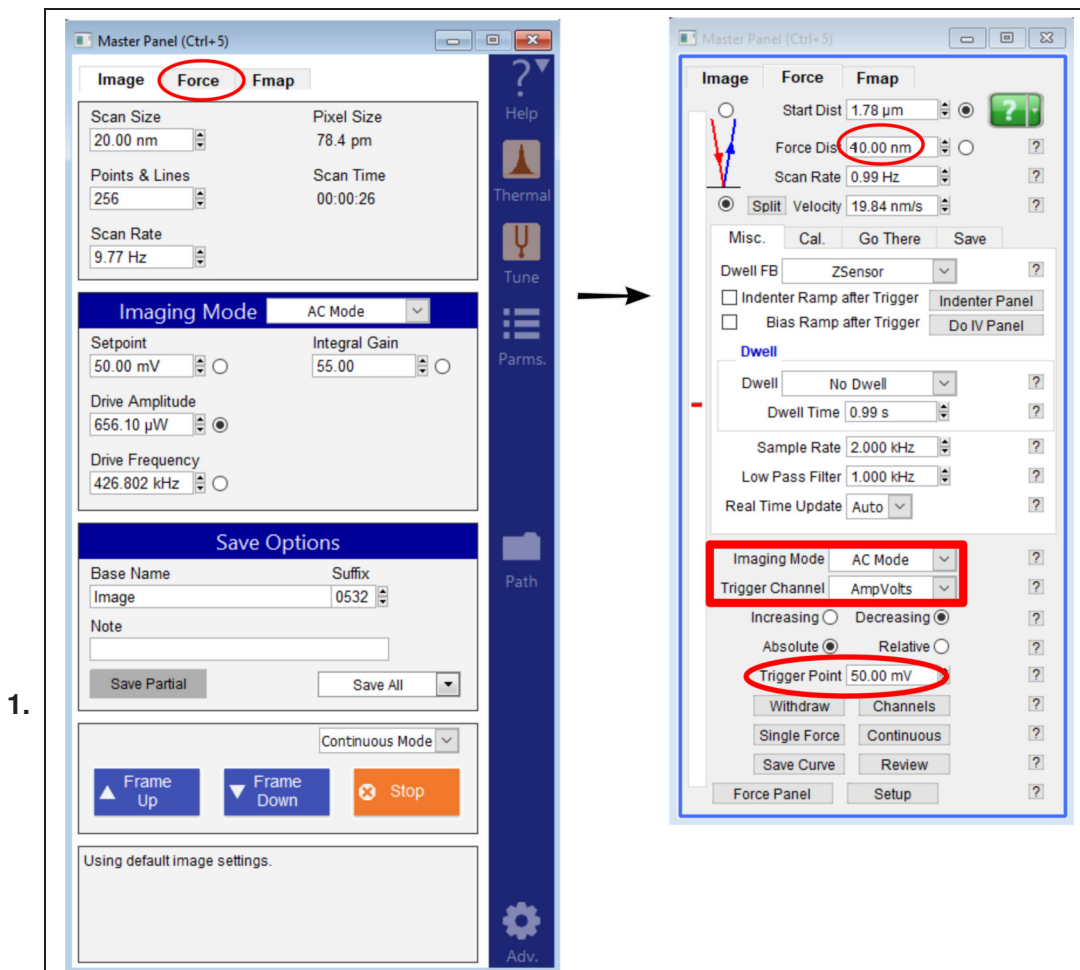 1.
Master Panel (Ctrl+5)
Image Force Fmap
Scan Size Pixel Size
20.00 nm 78.4 pm
Points & Lines Scan Time
256 00:00:26
Scan Rate
9.77 Hz
Imaging Mode AC Mode
Setpoint Integral Gain
50.00 mV 55.00
Drive Amplitude
656.10 µW
Drive Frequency
426.802 kHz
Save Options
Base Name Suffix
Image 0532
Note
Save Partial Save All
Continuous Mode
Frame Up
Frame Down
Stop
Using default image settings.
?
Help
Thermal
Tune
Parms.
Path
Adv.
Master Panel (Ctrl+5)
Image Force Fmap
Start Dist 1.78 µm ?
Force Dist 40.00 nm ?
Scan Rate 0.99 Hz ?
Split Velocity 19.84 nm/s ?
Misc. Cal. Go There Save
Dwell FB ZSensor ?
Indenter Ramp after Trigger Indenter Panel
Bias Ramp after Trigger Do IV Panel
Dwell
Dwell No Dwell ?
Dwell Time 0.99 s ?
Sample Rate 2.000 kHz ?
Low Pass Filter 1.000 kHz ?
Real Time Update Auto ?
Imaging Mode AC Mode ?
Trigger Channel AmpVolts ?
Increasing Decreasing ?
Absolute Relative ?
Trigger Point 50.00 mV ?
Withdraw Channels ?
Single Force Continuous ?
Save Curve Review ?
Force Panel Setup ?